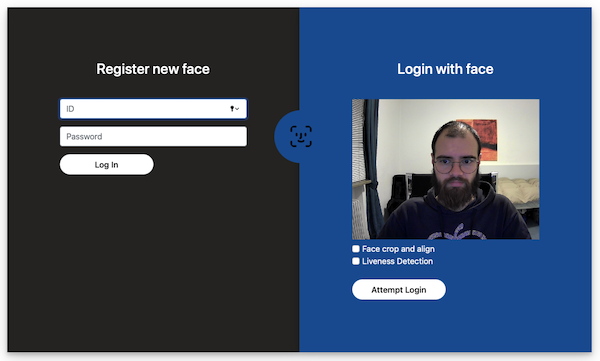 Register new face
ID
Password
Log In
Login with face
Face crop and align
Liveness Detection
Attempt Login